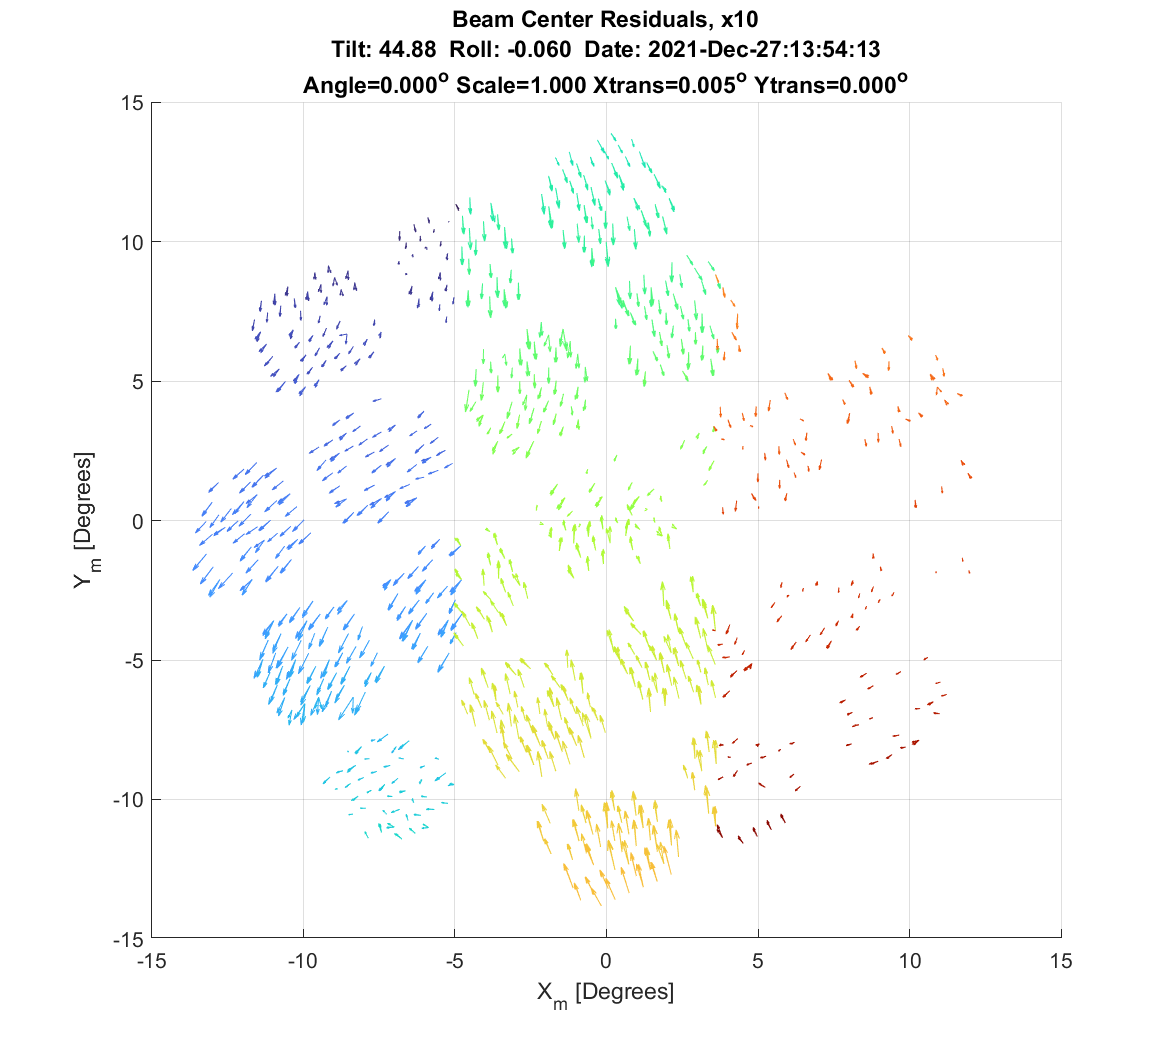 Beam Center Residuals, x10
Tilt: 44.88  Roll: -0.060  Date: 2021-Dec-27:13:54:13
Angle=0.000° Scale=1.000 Xtrans=0.005° Ytrans=0.000°
15
10
5
0
-5
-10
-15
Y_m [Degrees]
-15 -10 -5 0 5 10 15
X_m [Degrees]